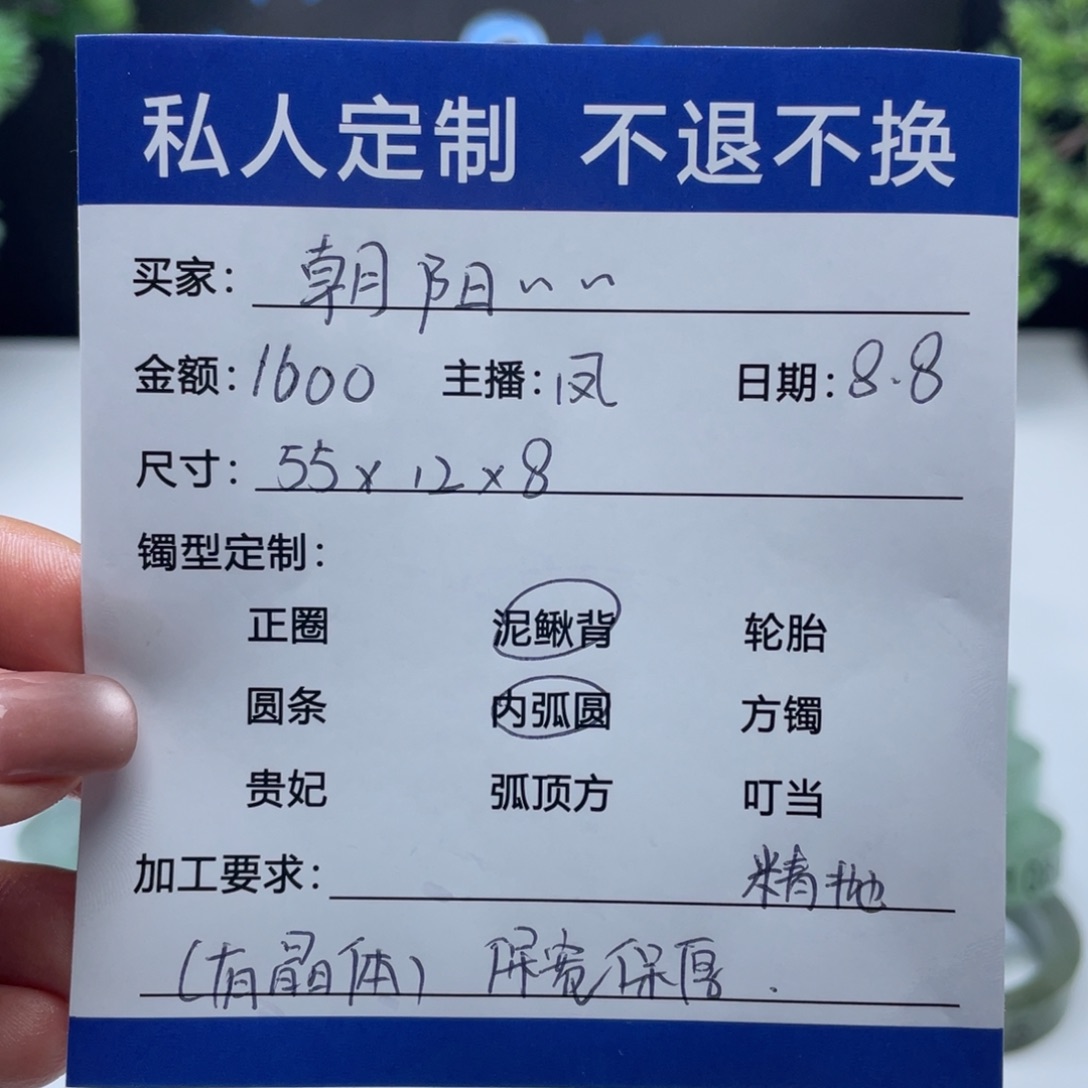 私人定制 不退不换
买家：朝阳
金额：1600 主播：凤 日期：8.8
尺寸：55×12×8
镯型定制：
正圈 泥鳅背 轮胎
圆条 内弧圆 方镯
贵妃 弧顶方 叮当
加工要求： 精抛
（有晶体） 保宽保厚.